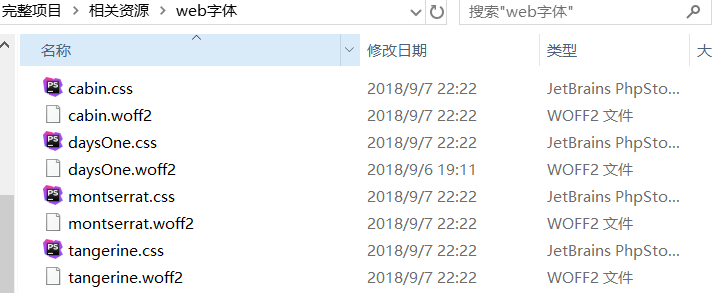 完整项目 相关资源 web字体 搜索"web字体"
名称 修改日期 类型 大
PS cabin.css 2018/9/7 22:22 JetBrains PhpSto...
cabin.woff2 2018/9/7 22:22 WOFF2 文件
PS daysOne.css 2018/9/7 22:22 JetBrains PhpSto...
daysOne.woff2 2018/9/6 19:11 WOFF2 文件
PS montserrat.css 2018/9/7 22:22 JetBrains PhpSto...
montserrat.woff2 2018/9/7 22:22 WOFF2 文件
PS tangerine.css 2018/9/7 22:22 JetBrains PhpSto...
tangerine.woff2 2018/9/7 22:22 WOFF2 文件